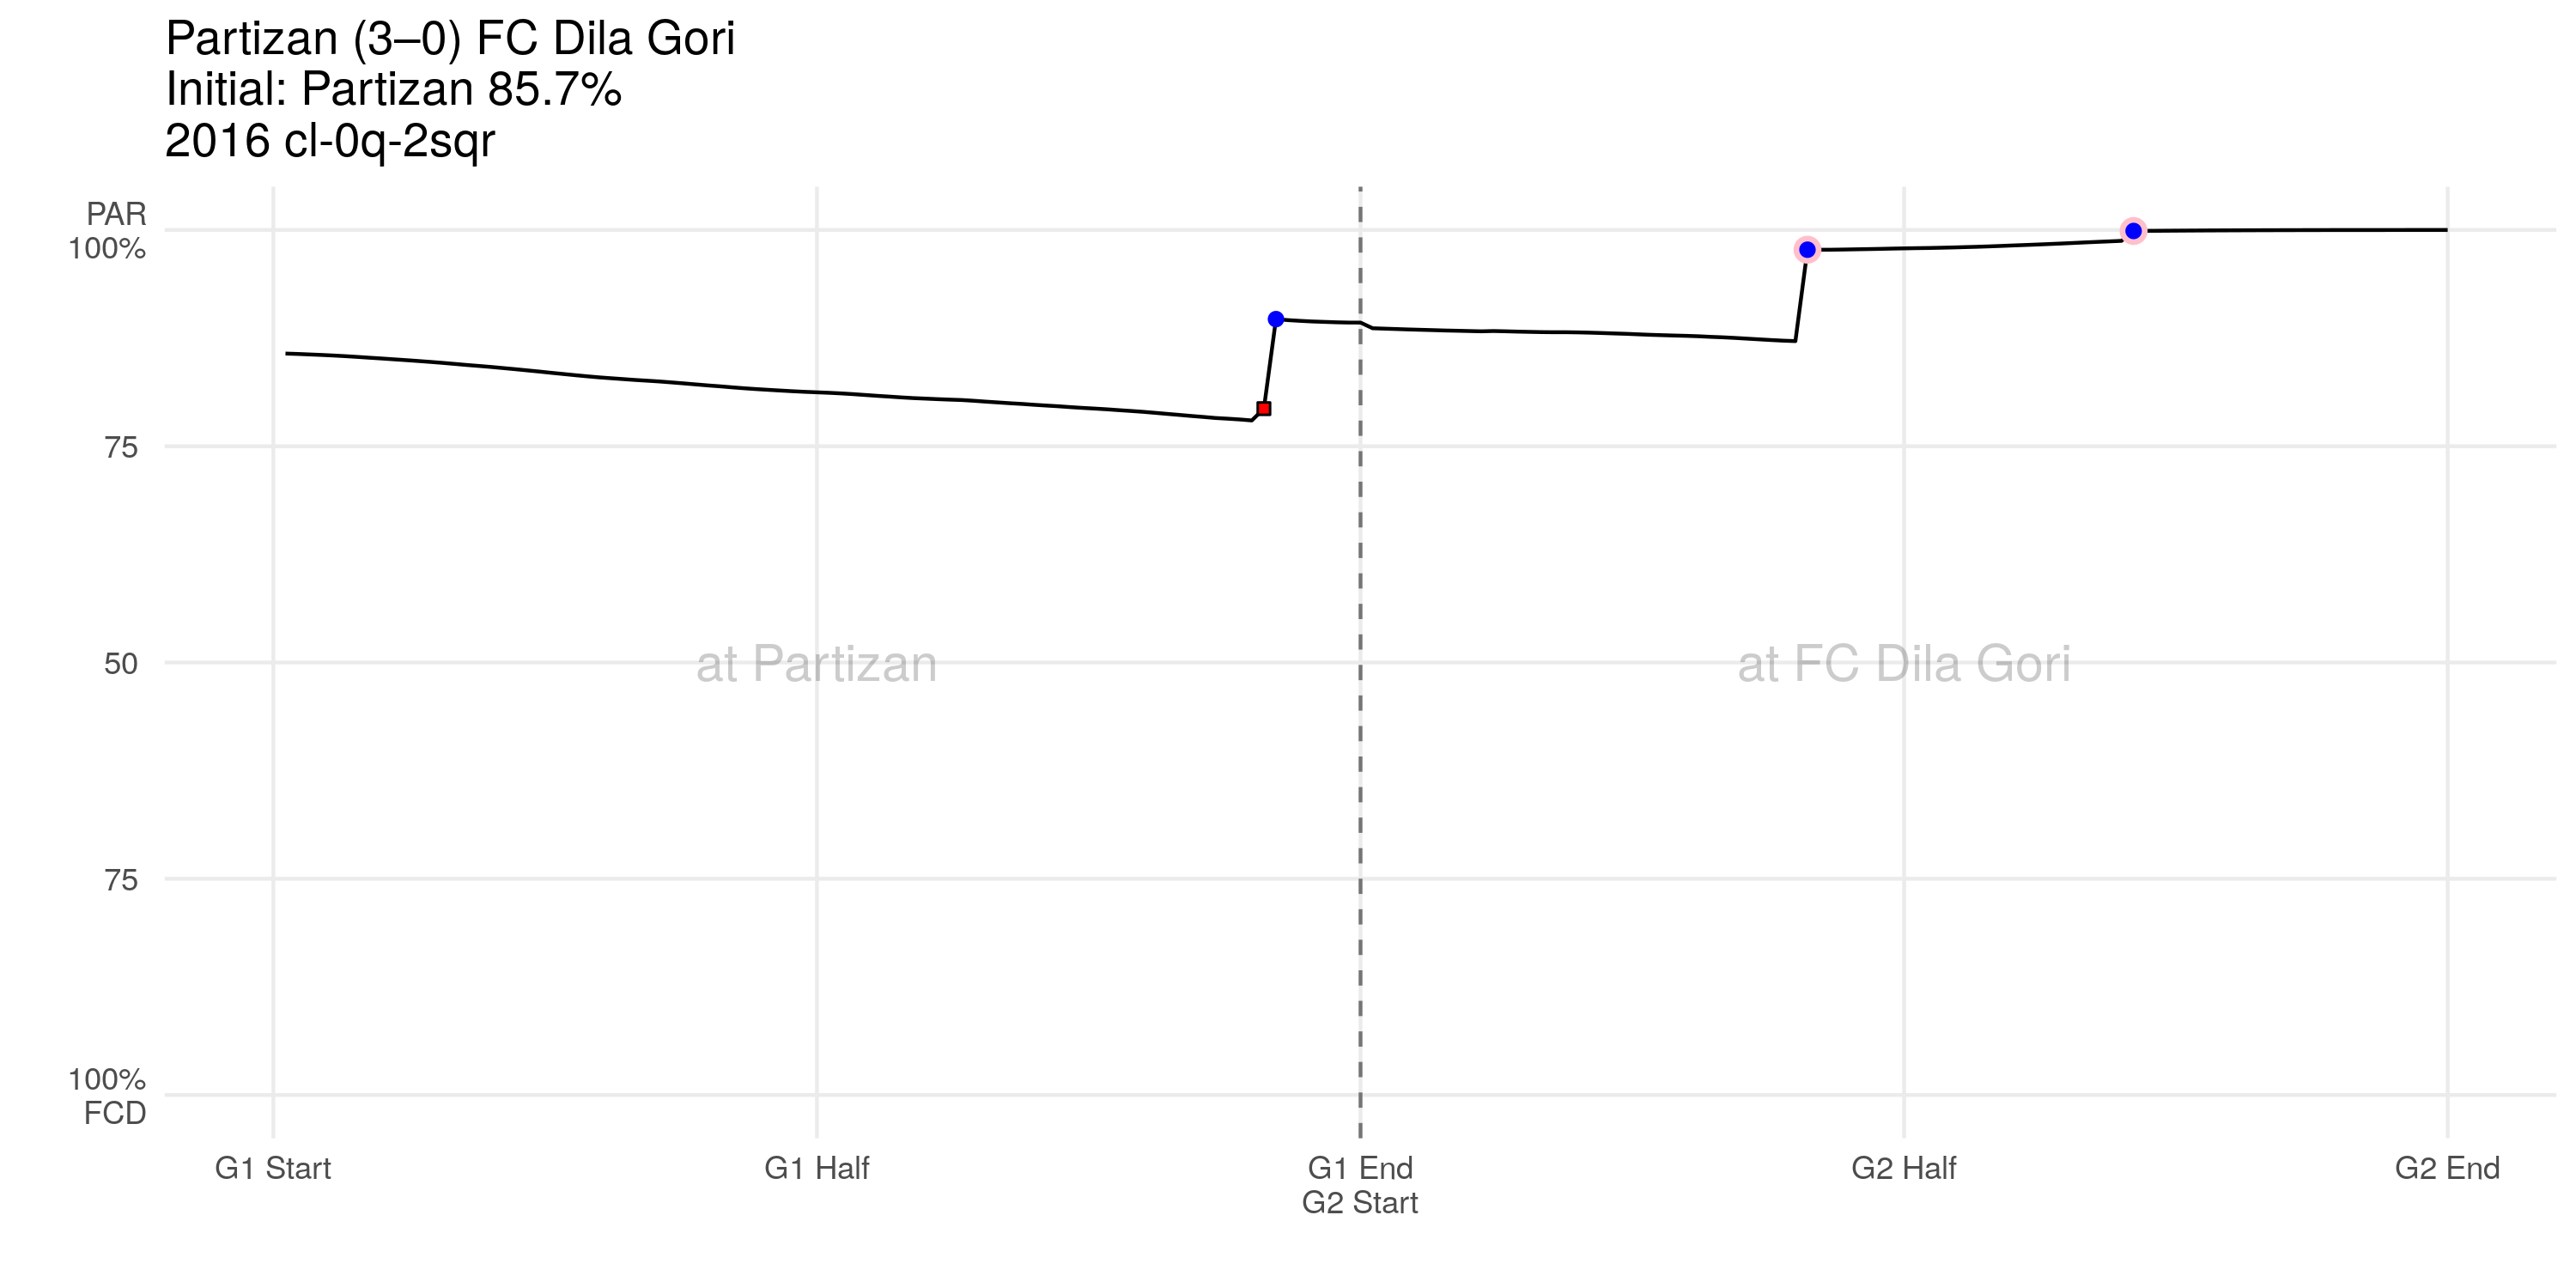 Partizan (3–0) FC Dila Gori
Initial: Partizan 85.7%
2016 cl-0q-2sqr
PAR
100%
75
50
75
100%
FCD
at Partizan
at FC Dila Gori
G1 Start
G1 Half
G1 End
G2 Start
G2 Half
G2 End